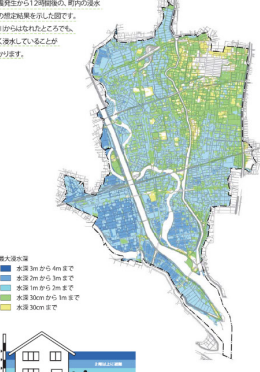 発生から12時間後の、町内の浸水
の想定結果を示した図です。
からはなれたところでも、
く浸水していることが
かります。
最大浸水深
水深 3m から 4m まで
水深 2m から 3m まで
水深 1m から 2m まで
水深 30cm から 1m まで
水深 30cm まで